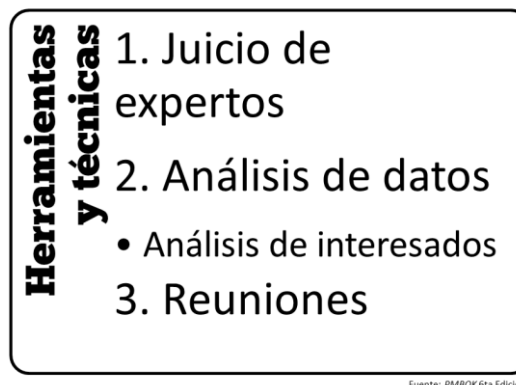 Herramientas
y técnicas
1. Juicio de
expertos
2. Análisis de datos
• Análisis de interesados
3. Reuniones
Fuente: PMBOK 6ta